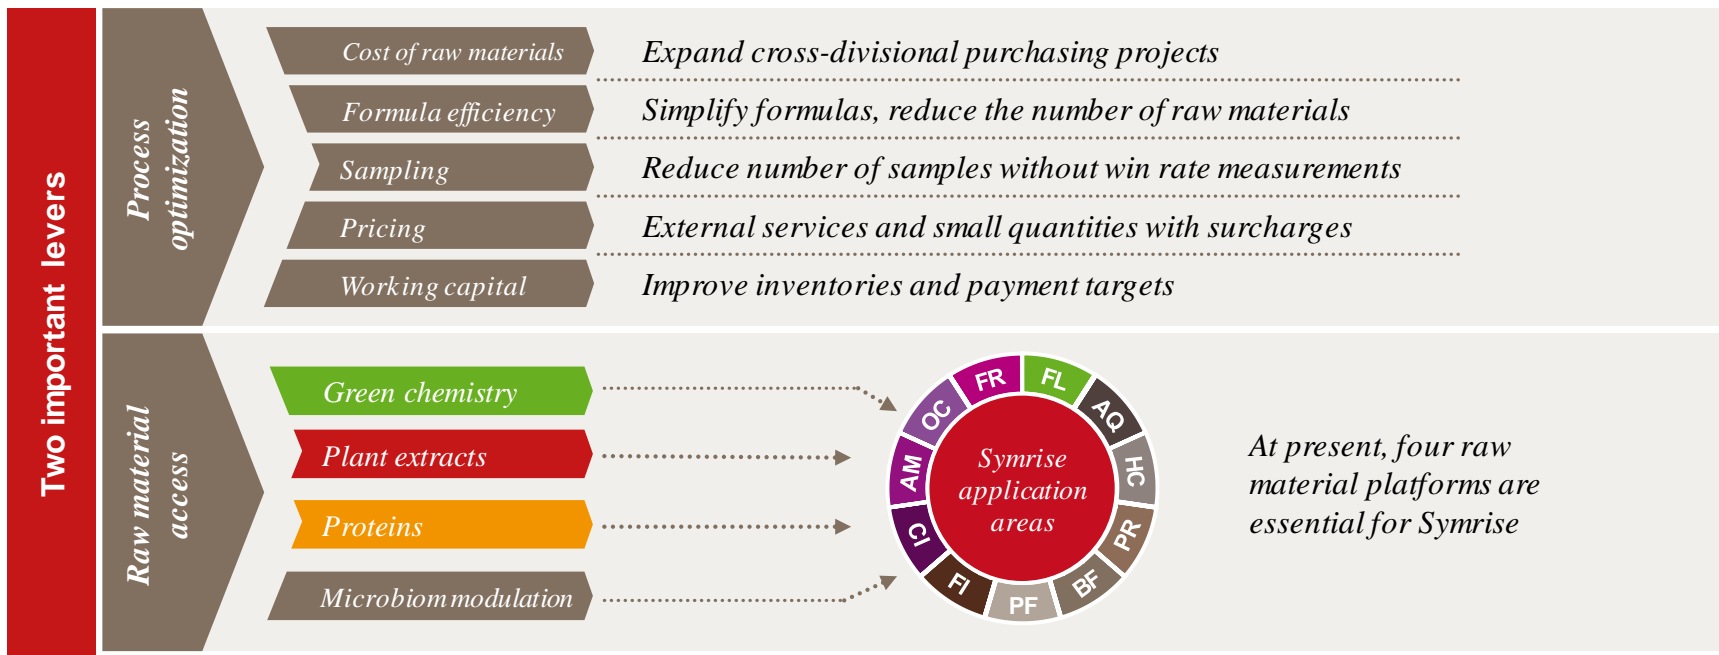 Two important levers
Process
optimization
Cost of raw materials
Expand cross-divisional purchasing projects
Formula efficiency
Simplify formulas, reduce the number of raw materials
Sampling
Reduce number of samples without win rate measurements
Pricing
External services and small quantities with surcharges
Working capital
Improve inventories and payment targets
Raw material
access
Green chemistry
Plant extracts
Proteins
Microbiom modulation
FR
FL
AQ
HC
PR
BF
PF
FI
CI
AM
OC
Symrise
application
areas
At present, four raw
material platforms are
essential for Symrise